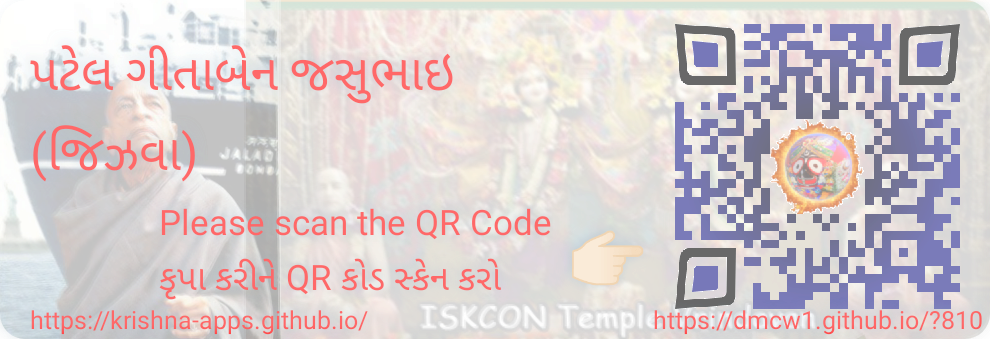 પટેલ ગીતાબેન જસુભાઇ
(જિઝવા)
JALAD
Please scan the QR Code
કૃપા કરીને QR કોડ સ્કેન કરો
ISKCON Temple
https://krishna-apps.github.io/
https://dmcw1.github.io/?810